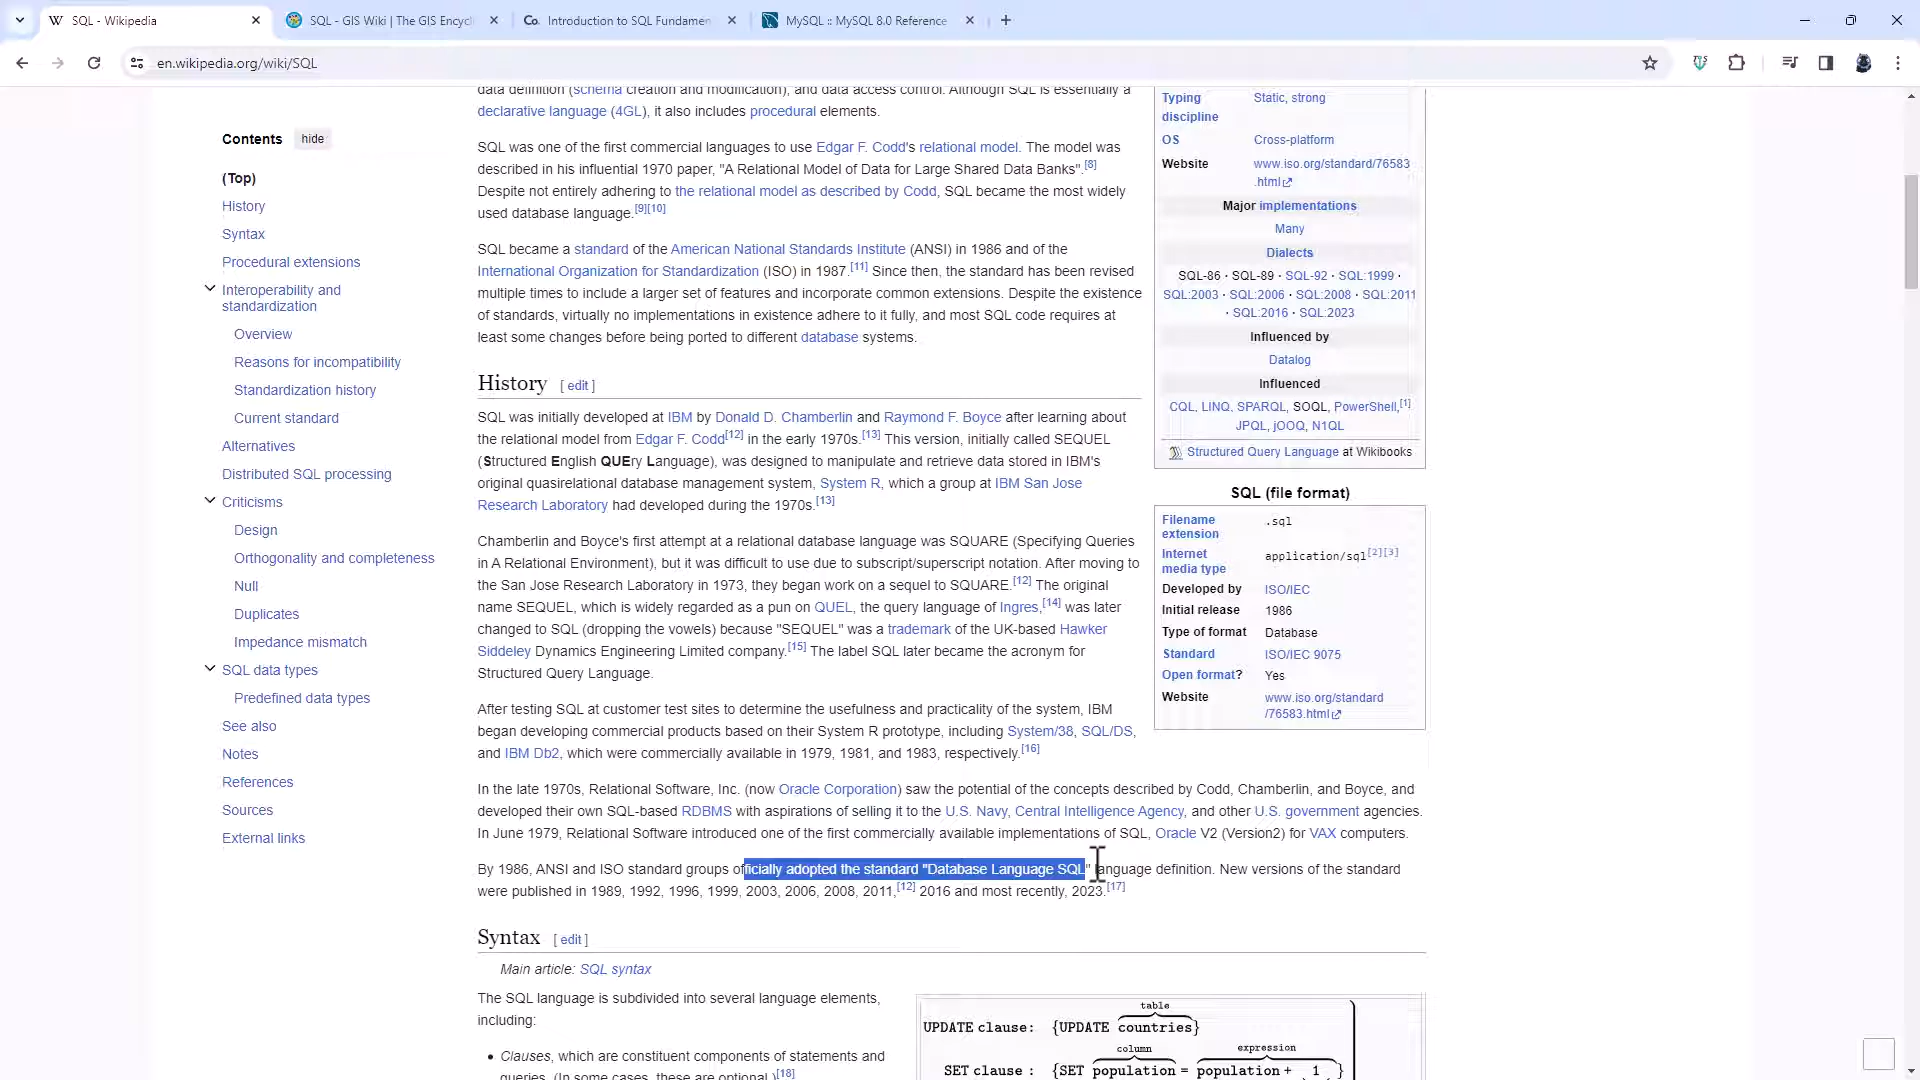 SQL - Wikipedia
SQL - GIS Wiki | The GIS Encycl
Introduction to SQL Fundamen
MySQL :: MySQL 8.0 Reference
en.wikipedia.org/wiki/SQL
Contents hide
(Top)
History
Syntax
Procedural extensions
Interoperability and
standardization
Overview
Reasons for incompatibility
Standardization history
Current standard
Alternatives
Distributed SQL processing
Criticisms
Design
Orthogonality and completeness
Null
Duplicates
Impedance mismatch
SQL data types
Predefined data types
See also
Notes
References
Sources
External links
data definition (schema creation and modification), and data access control. Although SQL is essentially a
declarative language (4GL), it also includes procedural elements.
SQL was one of the first commercial languages to use Edgar F. Codd's relational model. The model was
described in his influential 1970 paper, "A Relational Model of Data for Large Shared Data Banks".[8]
Despite not entirely adhering to the relational model as described by Codd, SQL became the most widely
used database language.[9][10]
SQL became a standard of the American National Standards Institute (ANSI) in 1986 and of the
International Organization for Standardization (ISO) in 1987.[11] Since then, the standard has been revised
multiple times to include a larger set of features and incorporate common extensions. Despite the existence
of standards, virtually no implementations in existence adhere to it fully, and most SQL code requires at
least some changes before being ported to different database systems.
History [ edit ]
SQL was initially developed at IBM by Donald D. Chamberlin and Raymond F. Boyce after learning about
the relational model from Edgar F. Codd[12] in the early 1970s.[13] This version, initially called SEQUEL
(Structured English QUEry Language), was designed to manipulate and retrieve data stored in IBM's
original quasirelational database management system, System R, which a group at IBM San Jose
Research Laboratory had developed during the 1970s.[13]
Chamberlin and Boyce's first attempt at a relational database language was SQUARE (Specifying Queries
in A Relational Environment), but it was difficult to use due to subscript/superscript notation. After moving to
the San Jose Research Laboratory in 1973, they began work on a sequel to SQUARE.[12] The original
name SEQUEL, which is widely regarded as a pun on QUEL, the query language of Ingres,[14] was later
changed to SQL (dropping the vowels) because "SEQUEL" was a trademark of the UK-based Hawker
Siddeley Dynamics Engineering Limited company.[15] The label SQL later became the acronym for
Structured Query Language.
After testing SQL at customer test sites to determine the usefulness and practicality of the system, IBM
began developing commercial products based on their System R prototype, including System/38, SQL/DS,
and IBM Db2, which were commercially available in 1979, 1981, and 1983, respectively.[16]
In the late 1970s, Relational Software, Inc. (now Oracle Corporation) saw the potential of the concepts described by Codd, Chamberlin, and Boyce, and
developed their own SQL-based RDBMS with aspirations of selling it to the U.S. Navy, Central Intelligence Agency, and other U.S. government agencies.
In June 1979, Relational Software introduced one of the first commercially available implementations of SQL, Oracle V2 (Version2) for VAX computers.
By 1986, ANSI and ISO standard groups officially adopted the standard "Database Language SQL" language definition. New versions of the standard
were published in 1989, 1992, 1996, 1999, 2003, 2006, 2008, 2011,[12] 2016 and most recently, 2023.[17]
Syntax [ edit ]
Main article: SQL syntax
The SQL language is subdivided into several language elements,
including:
• Clauses, which are constituent components of statements and
queries. (In some cases, these are optional.)[18]
table
UPDATE clause: {UPDATE countries}
column expression
SET clause : {SET population = population + 1 }
Typing
discipline
Static, strong
OS Cross-platform
Website www.iso.org/standard/76583
.html
Major implementations
Many
Dialects
SQL-86 · SQL-89 · SQL-92 · SQL:1999 ·
SQL:2003 · SQL:2006 · SQL:2008 · SQL:2011
· SQL:2016 · SQL:2023
Influenced by
Datalog
Influenced
CQL, LINQ, SPARQL, SOQL, PowerShell,[1]
JPQL, jOOQ, N1QL
Structured Query Language at Wikibooks
SQL (file format)
Filename
extension
.sql
Internet
media type
application/sql[2][3]
Developed by ISO/IEC
Initial release 1986
Type of format Database
Standard ISO/IEC 9075
Open format? Yes
Website www.iso.org/standard
/76583.html